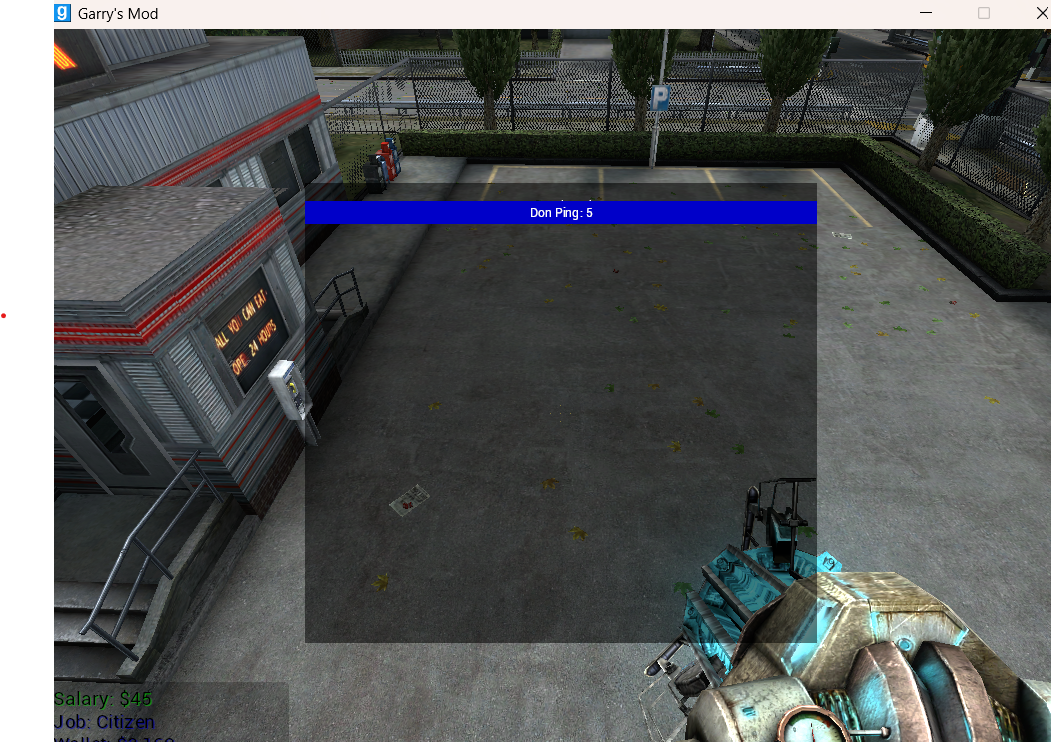 Garry's Mod
P
Don Ping: 5
ALL YOU CAN EAT
OPEN 24 HOURS
Salary: $45
Job: Citizen